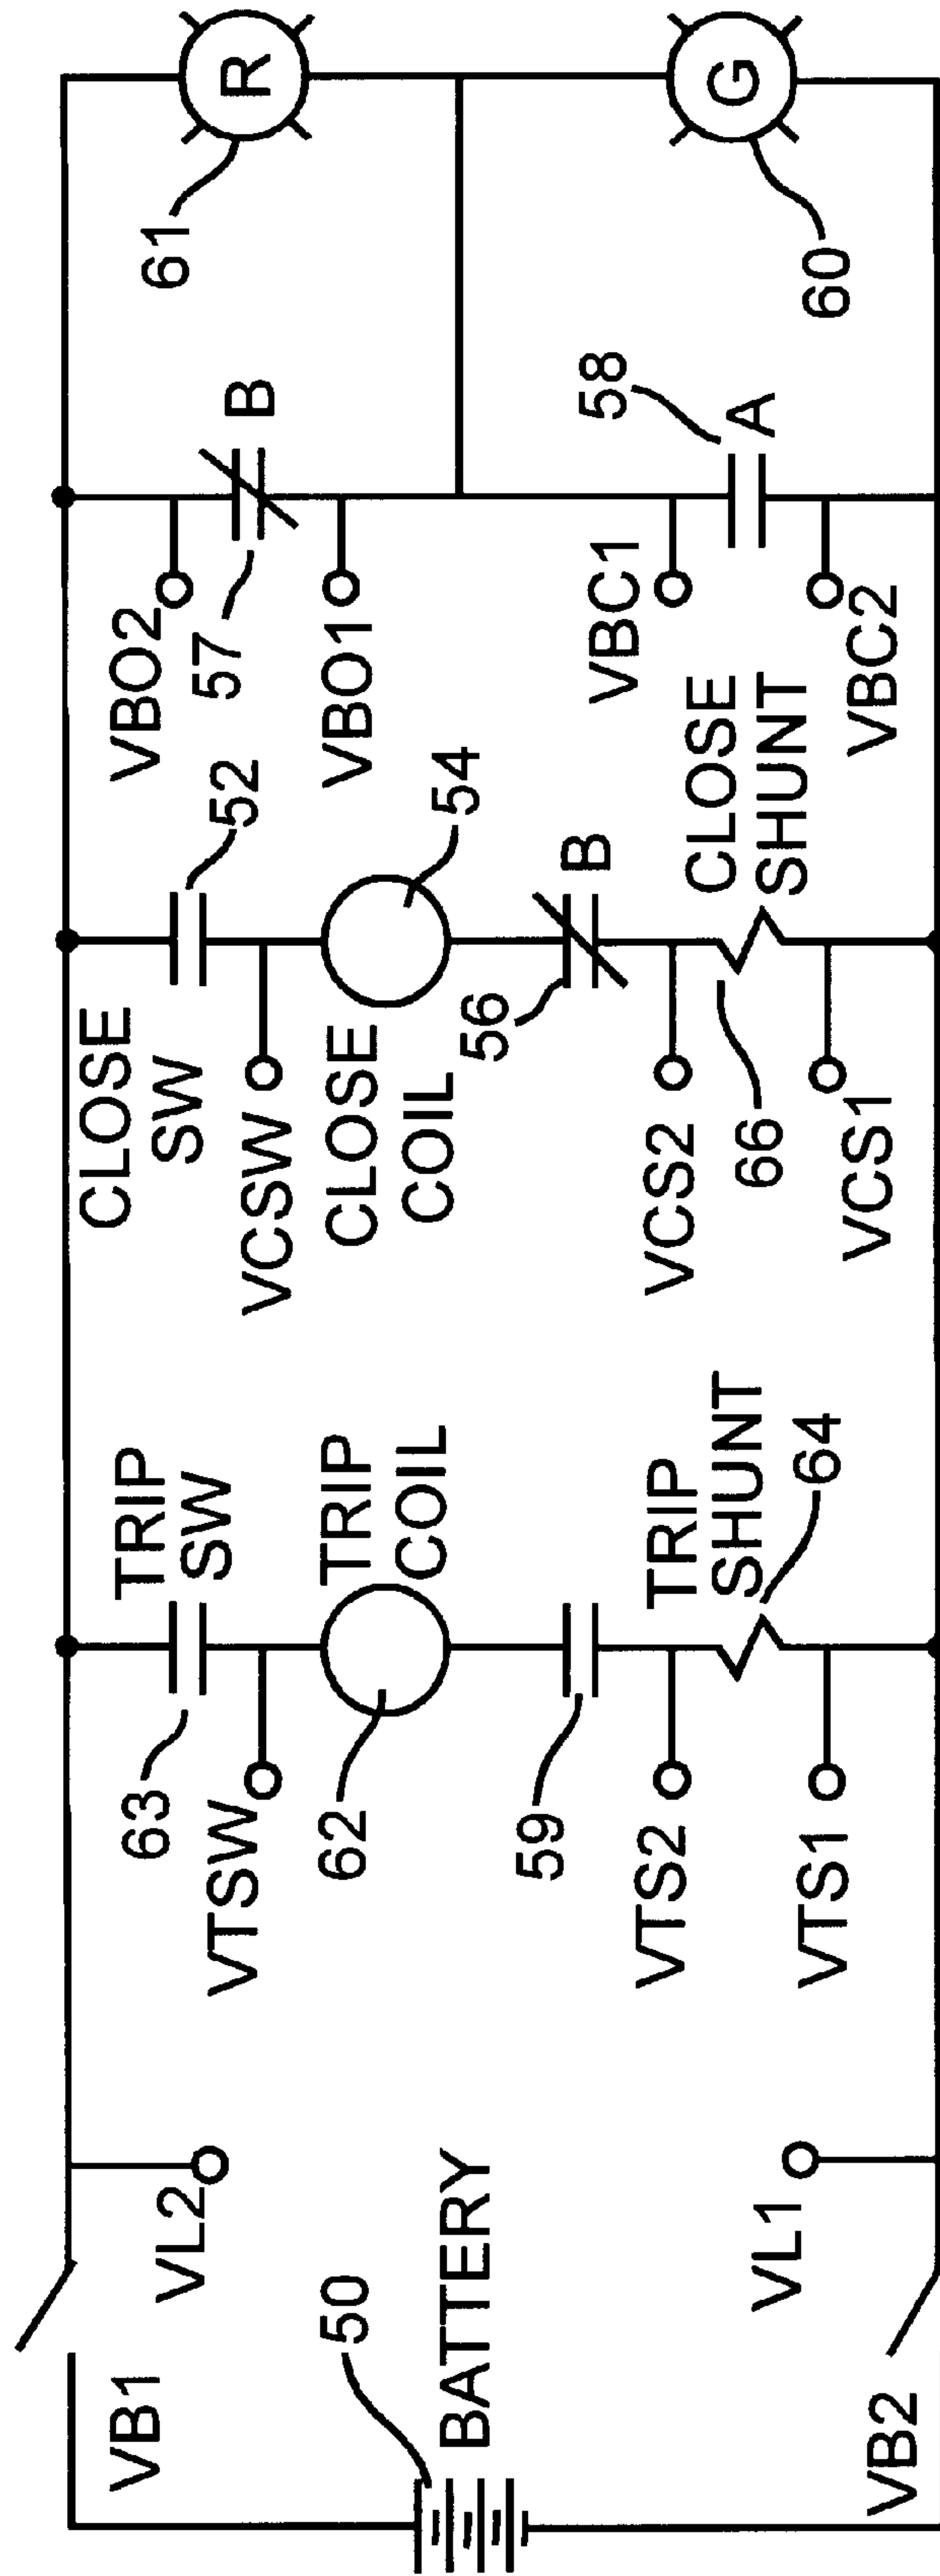 R
61
G
60
B
VBO2
57
VBO1
58
A
VBC1
VBC2
CLOSE
SW
52
VCSW
CLOSE
COIL
54
B
56
CLOSE
SHUNT
VCS2
66
VCS1
TRIP
SW
63
VTSW
TRIP
COIL
62
59
TRIP
SHUNT
64
VTS2
VTS1
VL2
VL1
50
BATTERY
VB1
VB2